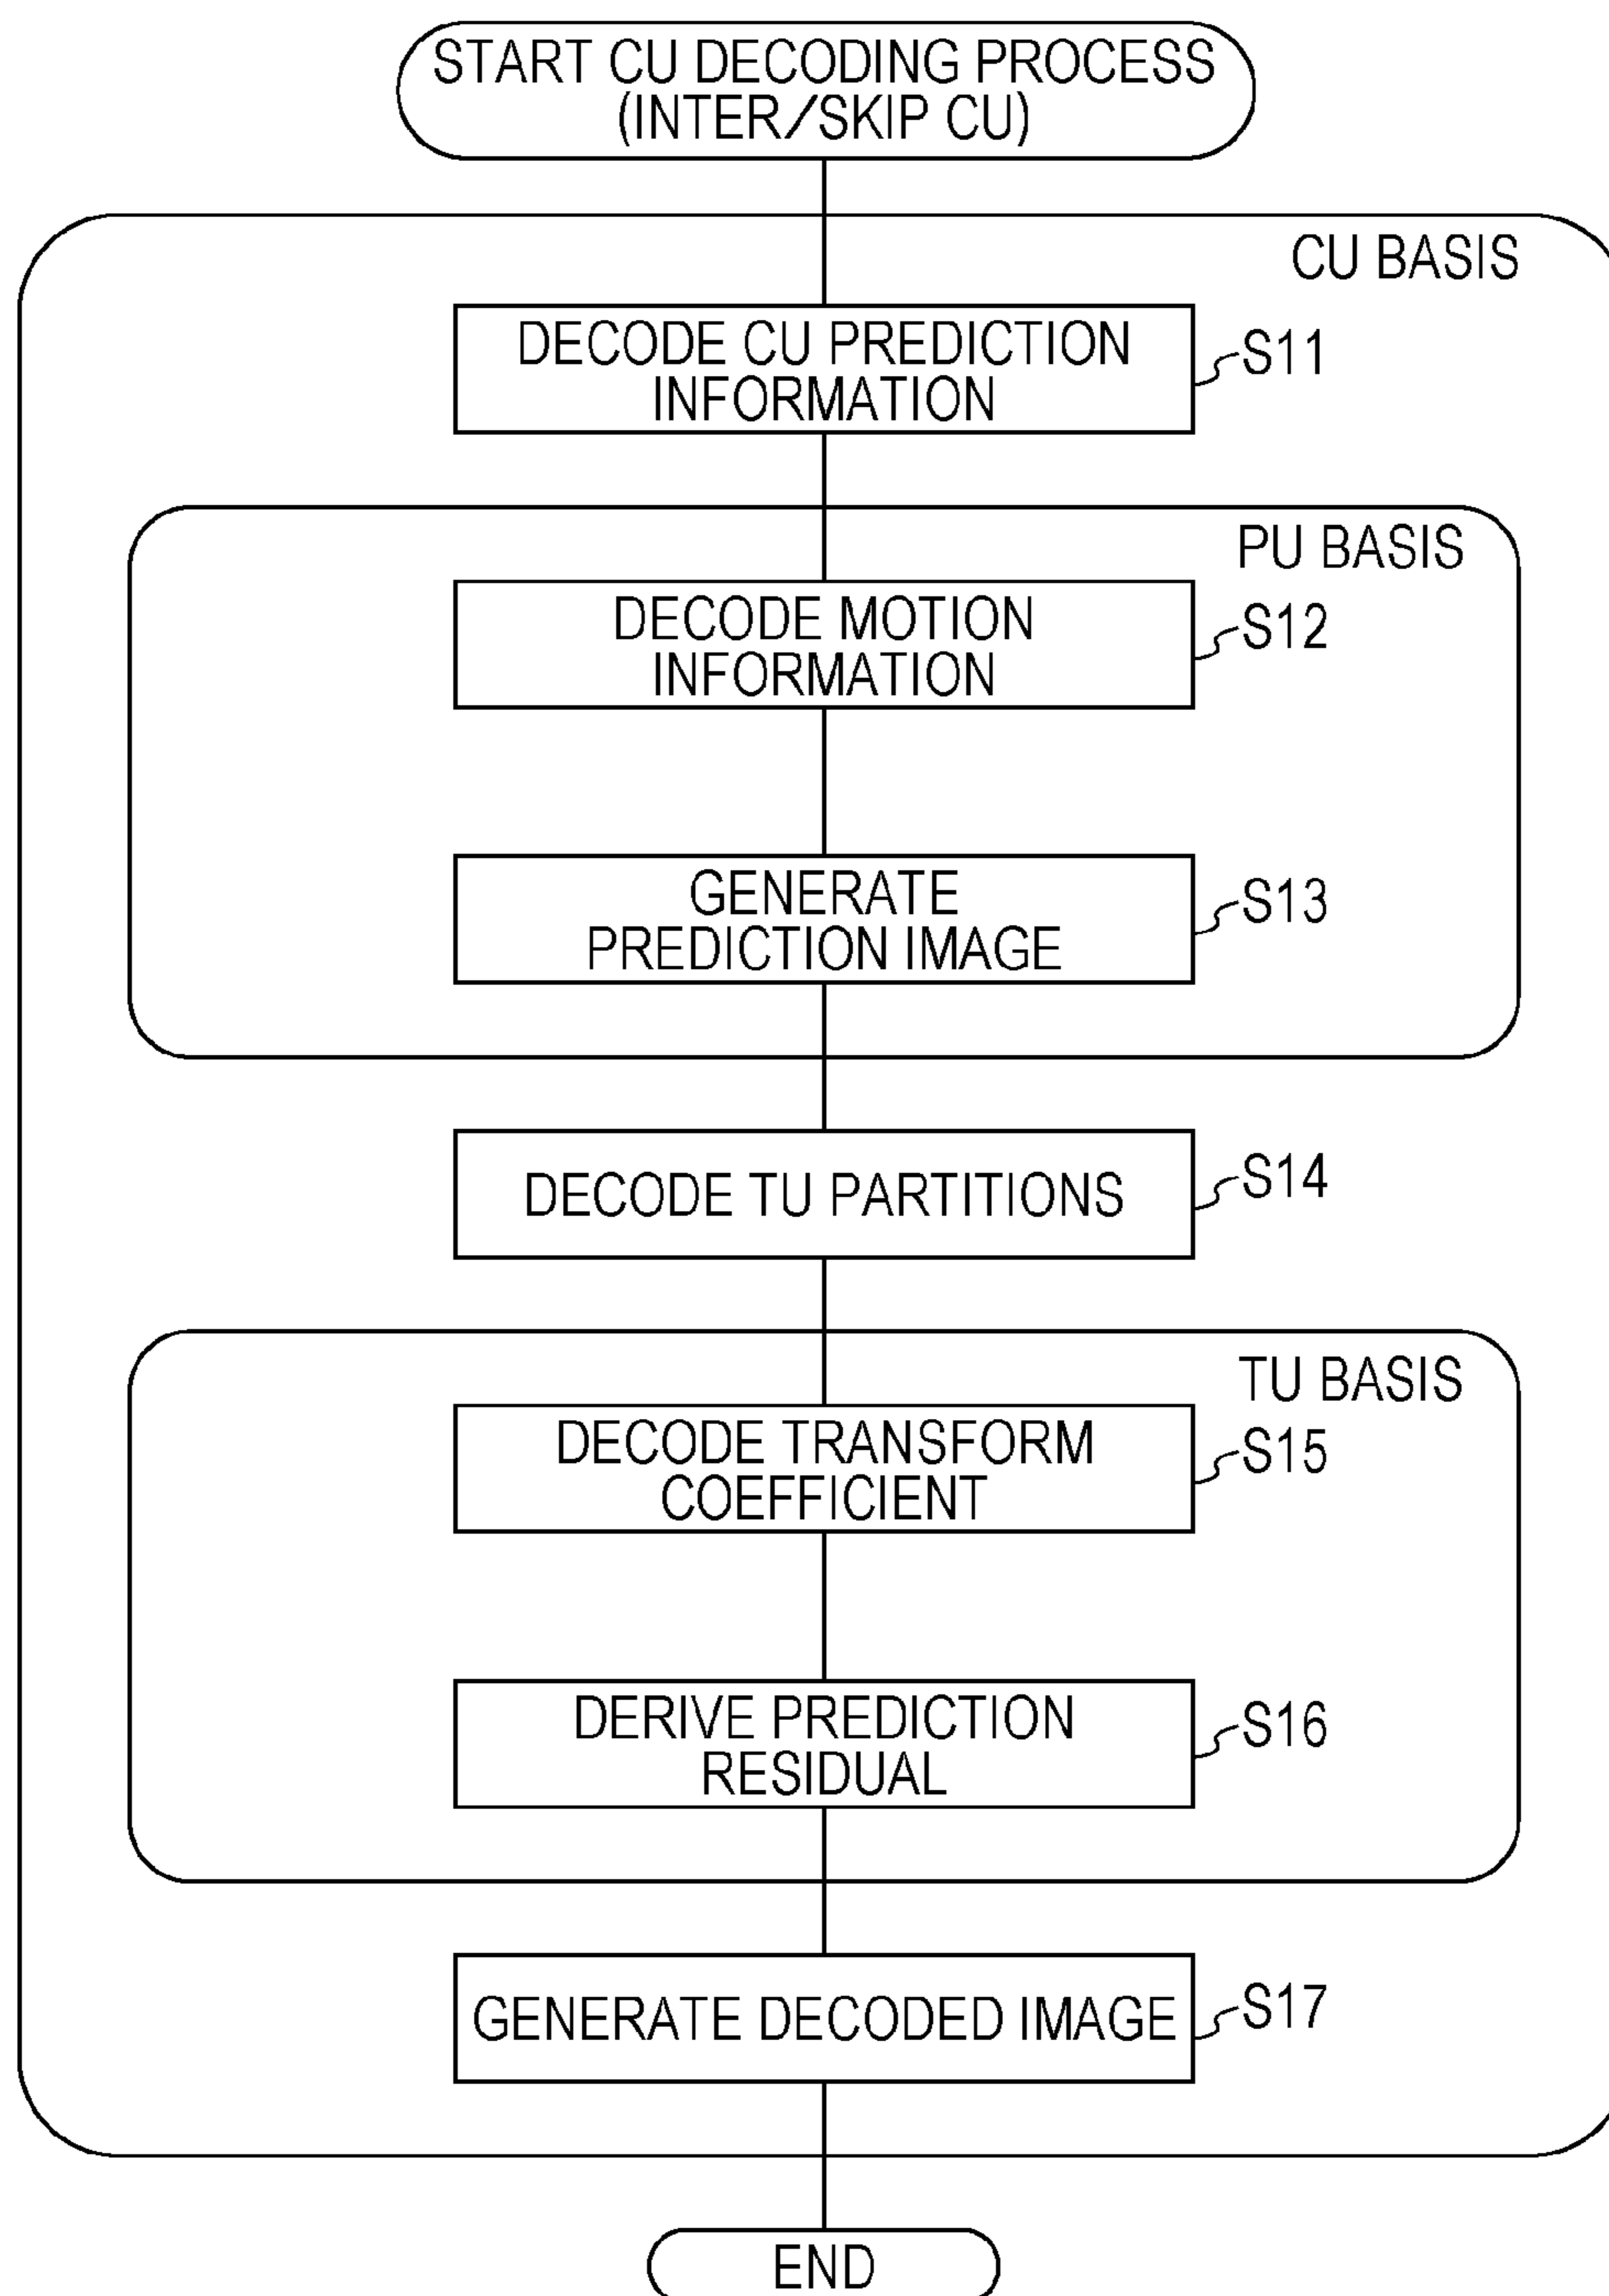 START CU DECODING PROCESS
(INTER/SKIP CU)
CU BASIS
DECODE CU PREDICTION
INFORMATION
S11
PU BASIS
DECODE MOTION
INFORMATION
S12
GENERATE
PREDICTION IMAGE
S13
DECODE TU PARTITIONS
S14
TU BASIS
DECODE TRANSFORM
COEFFICIENT
S15
DERIVE PREDICTION
RESIDUAL
S16
GENERATE DECODED IMAGE
S17
END